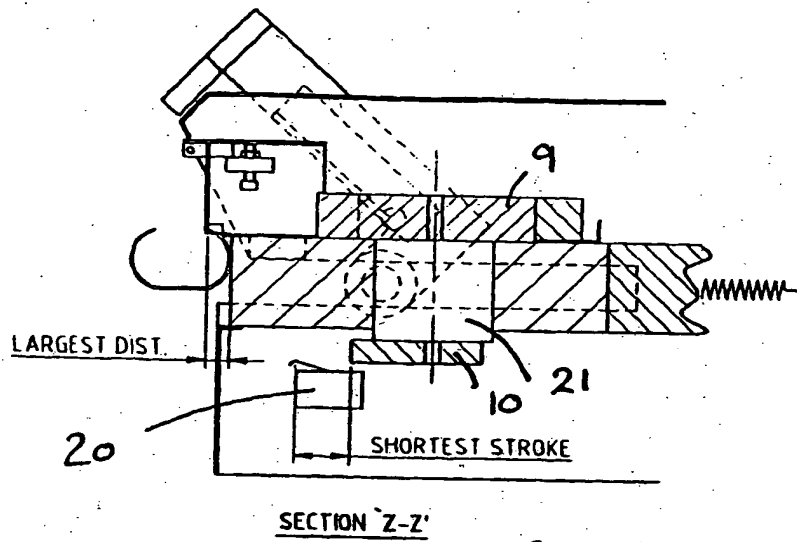 9
LARGEST DIST.
10
21
20
SHORTEST STROKE
SECTION `Z-Z'